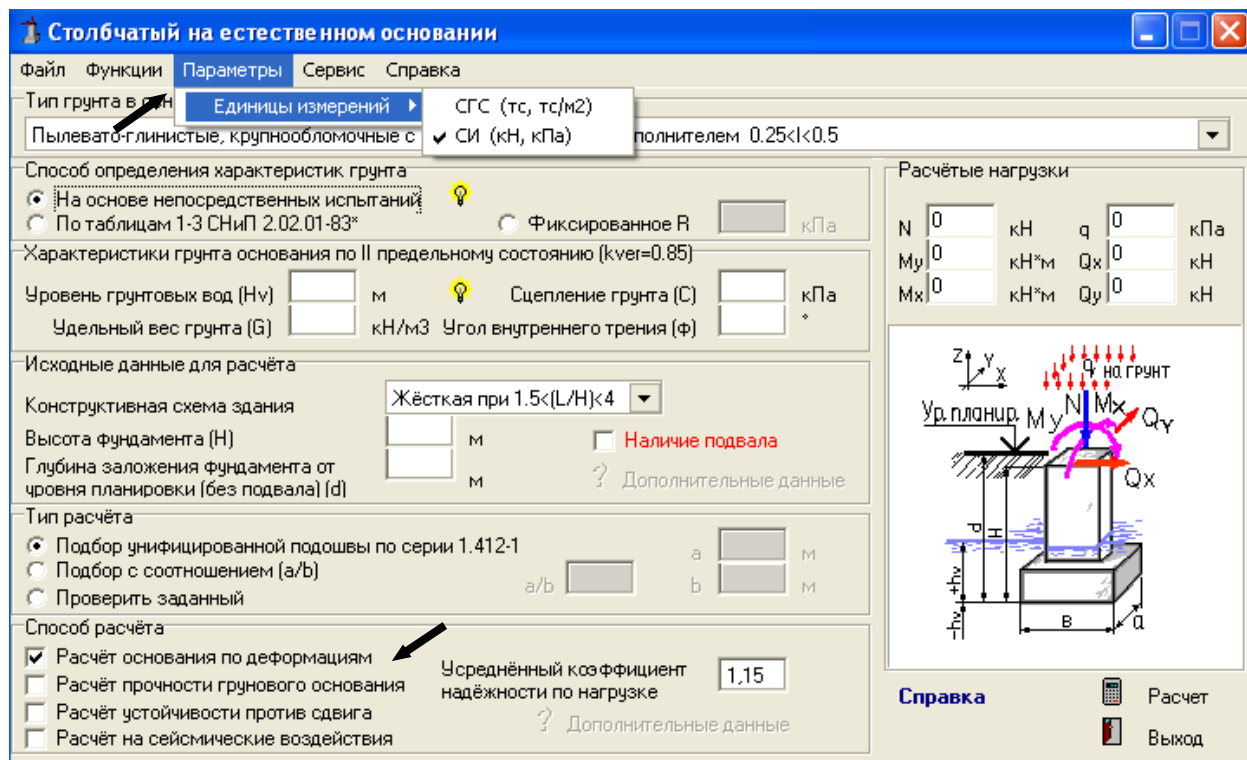 Столбчатый на естественном основании
Файл Функции Параметры Сервис Справка
Тип грунта в
Единицы измерений
СГС (тс, тс/м2)
СИ (кН, кПа)
Пылевато-глинистые, крупнообломочные с полнителем 0.25<I<0.5
Способ определения характеристик грунта
На основе непосредственных испытаний
По таблицам 1-3 СНиП 2.02.01-83*
Фиксированное R кПа
Характеристики грунта основания по II предельному состоянию (kver=0.85)
Уровень грунтовых вод (Hv) м Сцепление грунта (C) кПа
Удельный вес грунта (G) кН/м3 Угол внутреннего трения (φ) °
Исходные данные для расчёта
Конструктивная схема здания Жёсткая при 1.5<(L/H)<4
Высота фундамента (H) м Наличие подвала
Глубина заложения фундамента от
уровня планировки (без подвала) (d) м ? Дополнительные данные
Тип расчёта
Подбор унифицированной подошвы по серии 1.412-1 a м
Подбор с соотношением (a/b) a/b b м
Проверить заданный
Способ расчёта
Расчёт основания по деформациям
Расчёт прочности грунового основания
Расчёт устойчивости против сдвига
Расчёт на сейсмические воздействия
Усреднённый коэффициент
надёжности по нагрузке 1,15
? Дополнительные данные
Расчётные нагрузки
N 0 кН q 0 кПа
My 0 кН*м Qx 0 кН
Mx 0 кН*м Qy 0 кН
Z Y X
q на грунт
Ур. планир. My N Mx Qy
Qx
d H
+hv
-hv
B a
Справка Расчет
Выход